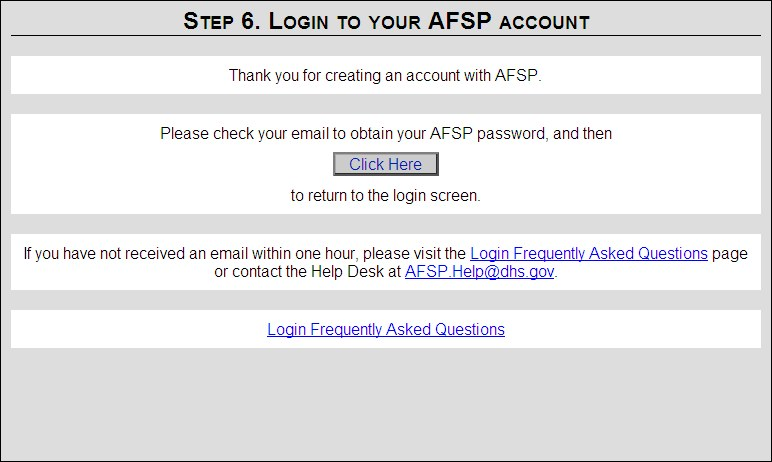 STEP 6. LOGIN TO YOUR AFSP ACCOUNT
Thank you for creating an account with AFSP.
Please check your email to obtain your AFSP password, and then
Click Here
to return to the login screen.
If you have not received an email within one hour, please visit the Login Frequently Asked Questions page
or contact the Help Desk at AFSP.Help@dhs.gov.
Login Frequently Asked Questions